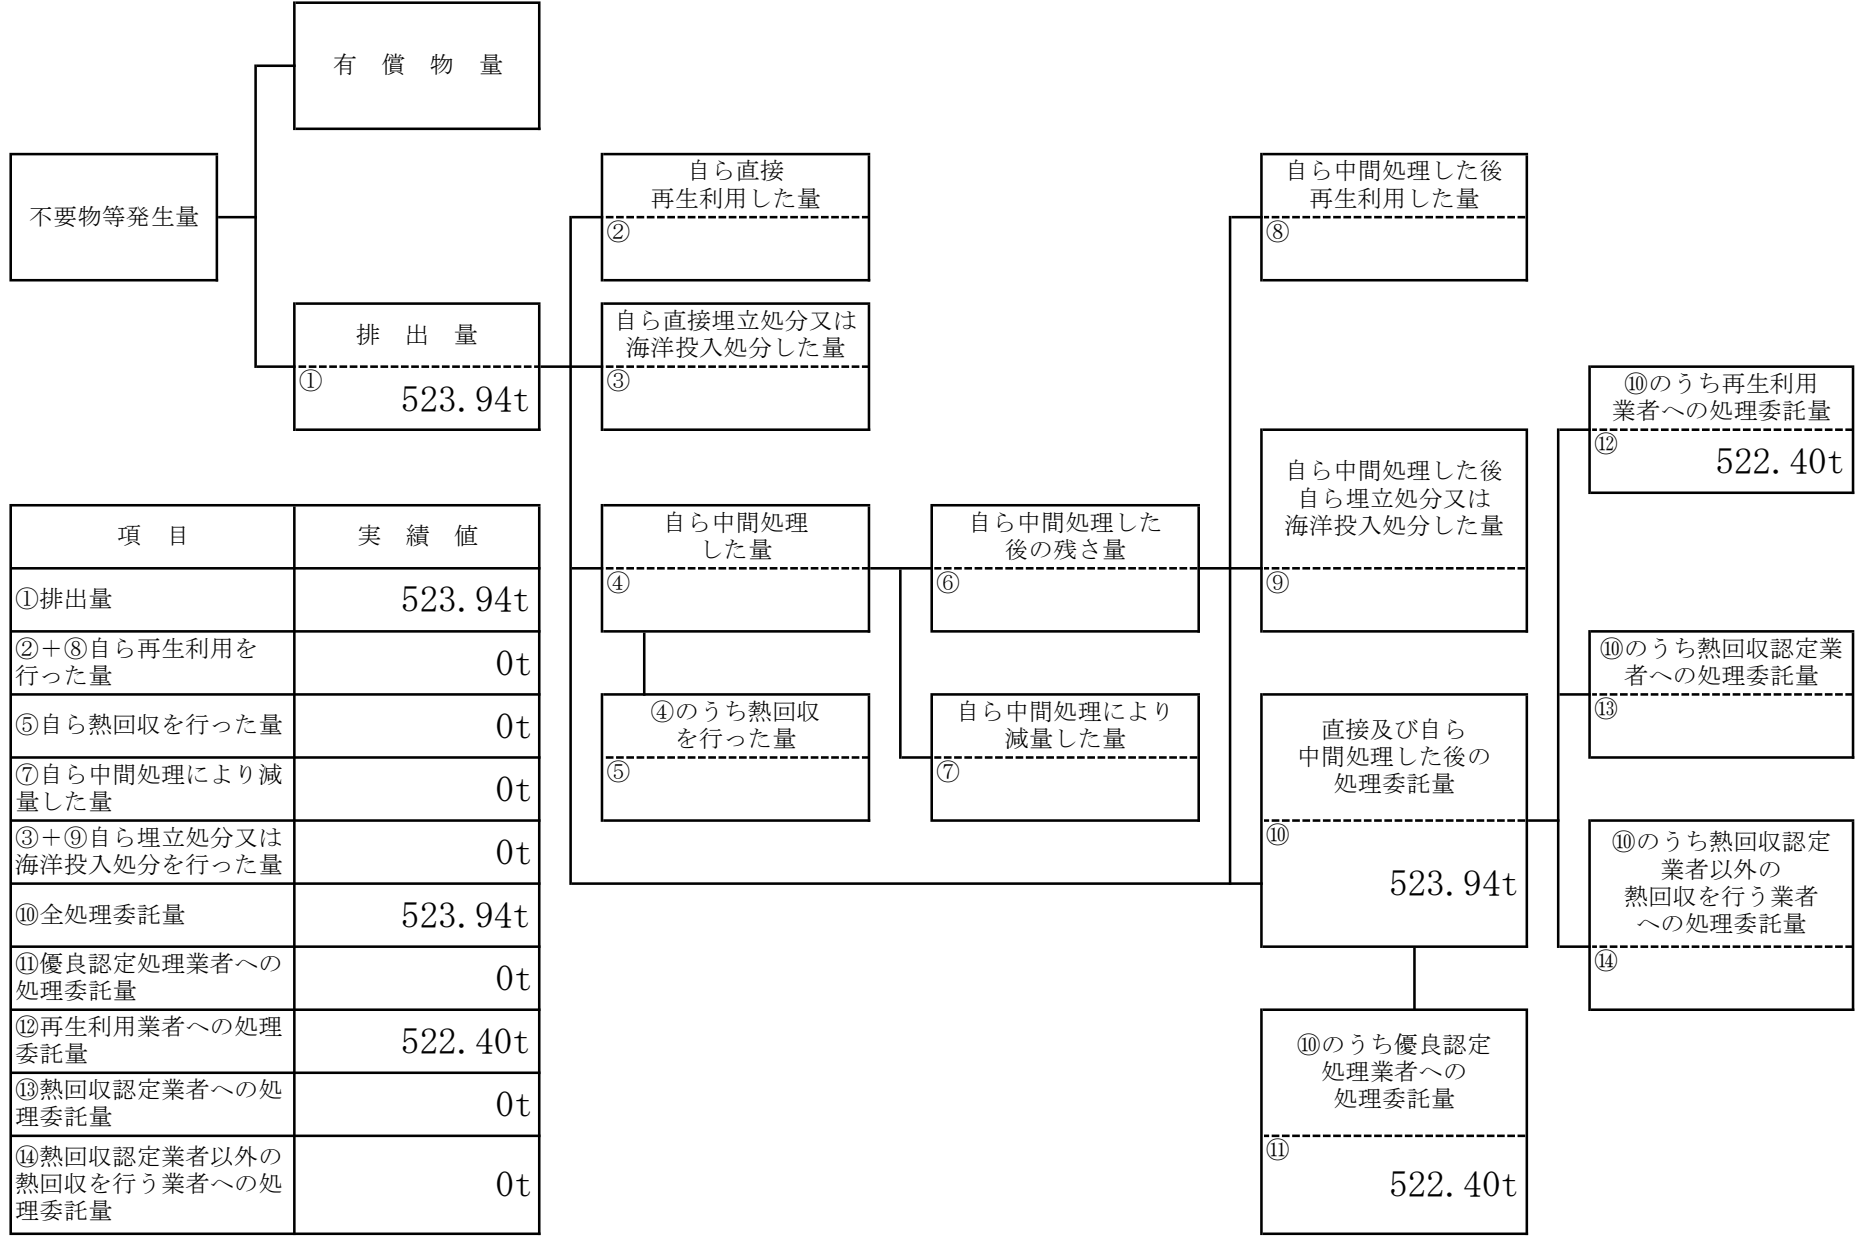 有 償 物 量
不要物等発生量
排 出 量
①
523.94t
自ら直接
再生利用した量
②
自ら直接埋立処分又は
海洋投入処分した量
③
自ら中間処理
した量
④
④のうち熱回収
を行った量
⑤
自ら中間処理した
後の残さ量
⑥
自ら中間処理により
減量した量
⑦
自ら中間処理した後
再生利用した量
⑧
自ら中間処理した後
自ら埋立処分又は
海洋投入処分した量
⑨
直接及び自ら
中間処理した後の
処理委託量
⑩
523.94t
⑩のうち優良認定
処理業者への
処理委託量
⑪
522.40t
⑩のうち再生利用
業者への処理委託量
⑫
522.40t
⑩のうち熱回収認定業
者への処理委託量
⑬
⑩のうち熱回収認定
業者以外の
熱回収を行う業者
への処理委託量
⑭
項 目 実 績 値
①排出量 523.94t
②＋⑧自ら再生利用を
行った量 0t
⑤自ら熱回収を行った量 0t
⑦自ら中間処理により減
量した量 0t
③＋⑨自ら埋立処分又は
海洋投入処分を行った量 0t
⑩全処理委託量 523.94t
⑪優良認定処理業者への
処理委託量 0t
⑫再生利用業者への処理
委託量 522.40t
⑬熱回収認定業者への処
理委託量 0t
⑭熱回収認定業者以外の
熱回収を行う業者への処
理委託量 0t